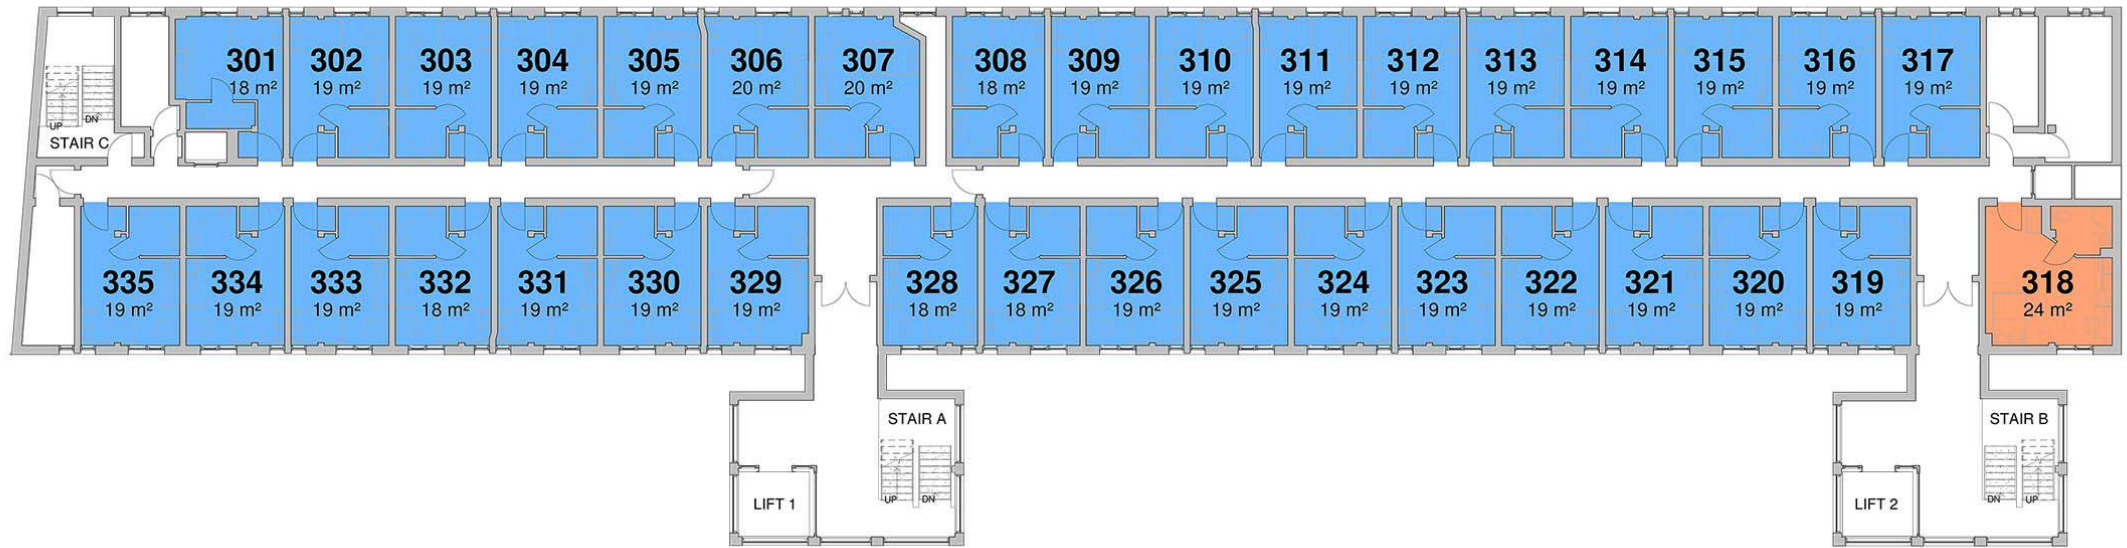 301
18 m²
302
19 m²
303
19 m²
304
19 m²
305
19 m²
306
20 m²
307
20 m²
308
18 m²
309
19 m²
310
19 m²
311
19 m²
312
19 m²
313
19 m²
314
19 m²
315
19 m²
316
19 m²
317
19 m²
UP
DN
STAIR C
335
19 m²
334
19 m²
333
19 m²
332
18 m²
331
19 m²
330
19 m²
329
19 m²
328
18 m²
327
18 m²
326
19 m²
325
19 m²
324
19 m²
323
19 m²
322
19 m²
321
19 m²
320
19 m²
319
19 m²
318
24 m²
STAIR A
UP
DN
LIFT 1
STAIR B
DN
UP
LIFT 2